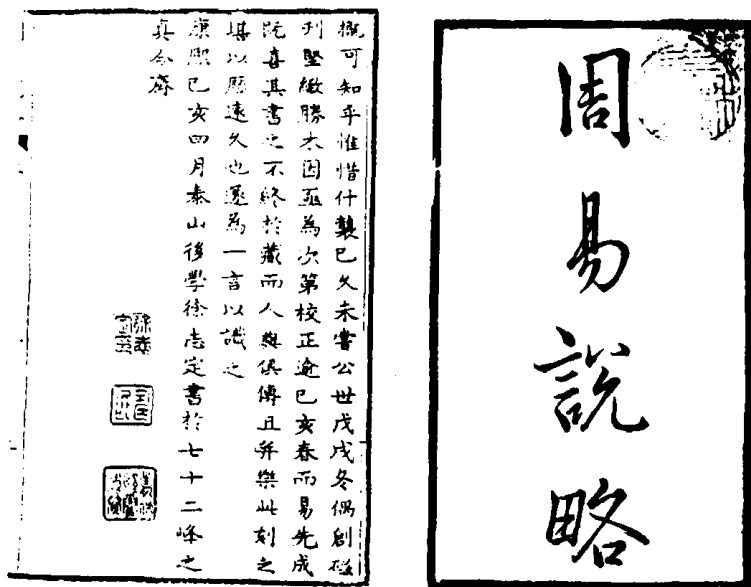 周易說略
概可知乎惟惜什襲已久未嘗公世戊戌冬偶創磁
刊堅緻勝木因亟為次第校正逾己亥春而易先成
既喜其書之不終於藏而人與俱傳且并樂此刻之
堪以歷遠久也遂為一言以識之
康熙己亥四月泰山後學徐志定書於七十二峰之
真合齋